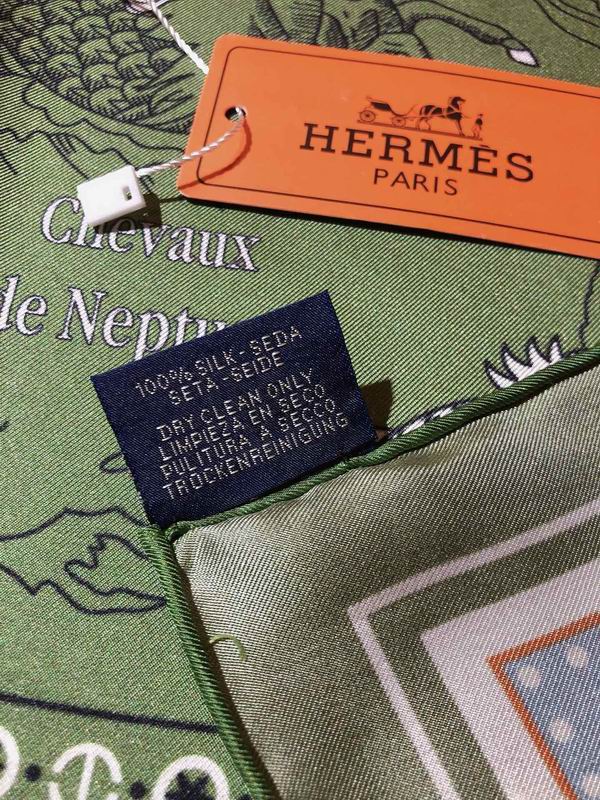 HERMÈS
PARIS
Chevaux
de Neptu
100% SILK-SEDA
SETA-SEIDE
DRY CLEAN ONLY
LIMPIEZA EN SECO
PULITURA A SECCO
TROCKENREINIGUNG